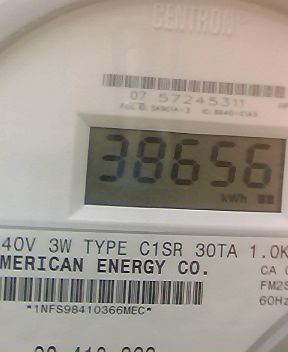 CENTRON
07 57245311
38656
kWh
40V 3W TYPE C1SR 30TA 1.0K
MERICAN ENERGY CO.
CA
FM2S
60Hz
*1NFS98410366MEC*